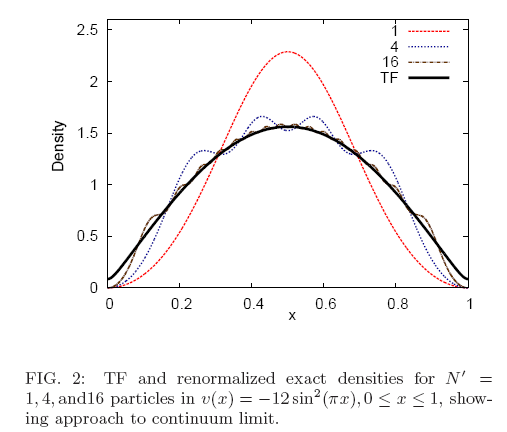 2.5
2
1.5
1
0.5
0
Density
1
4
16
TF
0 0.2 0.4 0.6 0.8 1
x
FIG. 2: TF and renormalized exact densities for N′ =
1, 4, and16 particles in v(x) = −12 sin²(πx), 0 ≤ x ≤ 1, show-
ing approach to continuum limit.